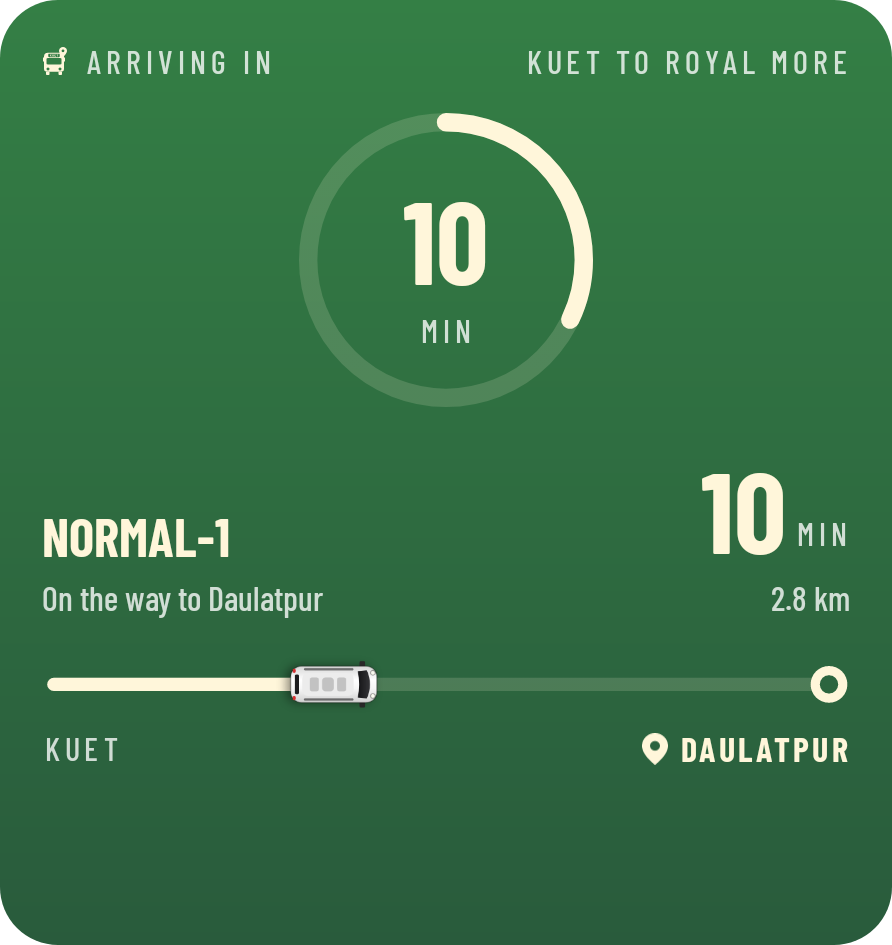 ARRIVING IN
KUET TO ROYAL MORE
10
MIN
NORMAL-1
10 MIN
On the way to Daulatpur
2.8 km
KUET
DAULATPUR